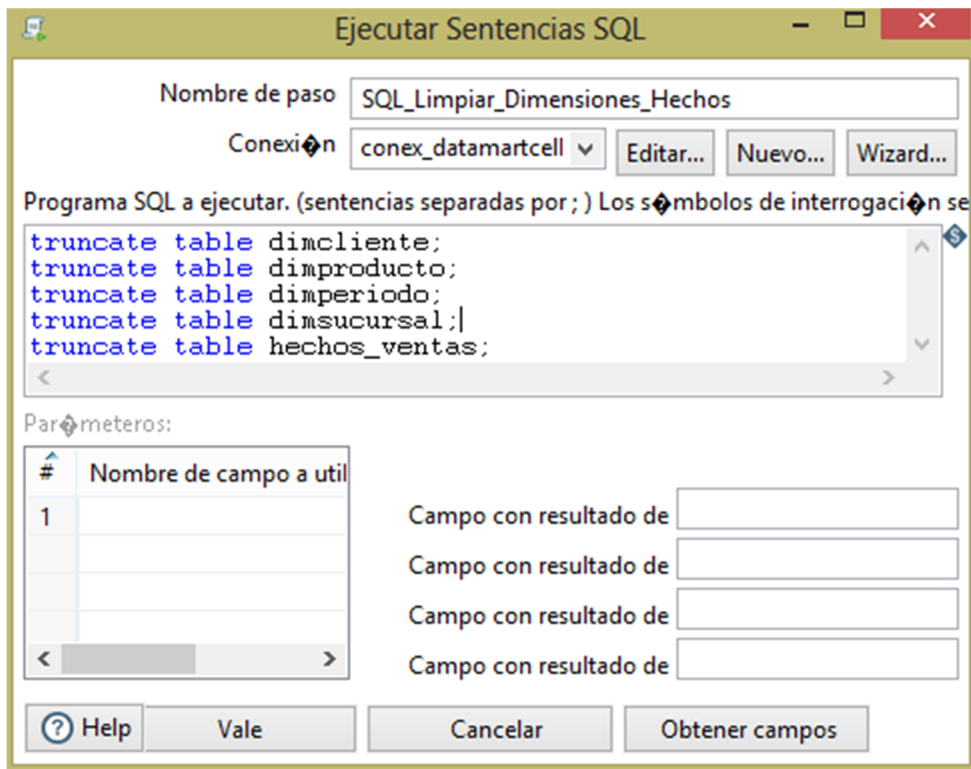 Ejecutar Sentencias SQL
Nombre de paso SQL_Limpiar_Dimensiones_Hechos
Conexi�n conex_datamartcell Editar... Nuevo... Wizard...
Programa SQL a ejecutar. (sentencias separadas por ; ) Los s�mbolos de interrogaci�n se
truncate table dimcliente;
truncate table dimproducto;
truncate table dimperiodo;
truncate table dimsucursal;
truncate table hechos_ventas;
Par�meteros:
# Nombre de campo a util
1
Campo con resultado de
Campo con resultado de
Campo con resultado de
Campo con resultado de
Help Vale Cancelar Obtener campos